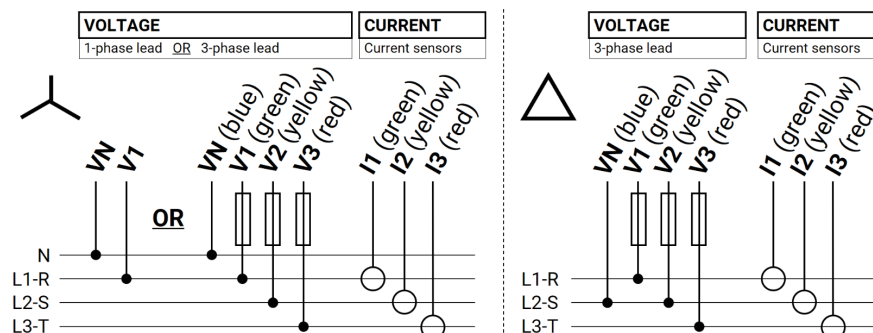 VOLTAGE
1-phase lead OR 3-phase lead
CURRENT
Current sensors
VN
V1
VN (blue)
V1 (green)
V2 (yellow)
V3 (red)
I1 (green)
I2 (yellow)
I3 (red)
OR
N
L1-R
L2-S
L3-T
VOLTAGE
3-phase lead
CURRENT
Current sensors
VN (blue)
V1 (green)
V2 (yellow)
V3 (red)
I1 (green)
I2 (yellow)
I3 (red)
L1-R
L2-S
L3-T